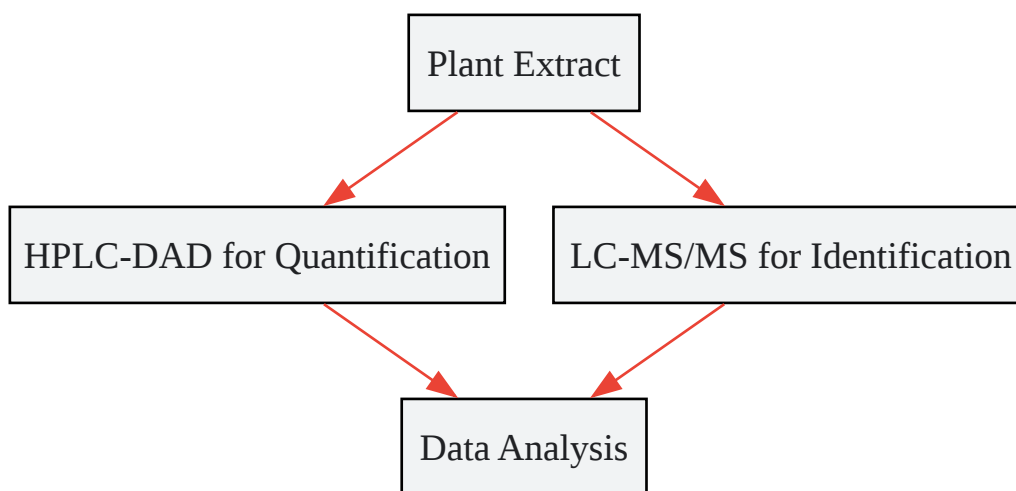 Plant Extract
HPLC-DAD for Quantification
LC-MS/MS for Identification
Data Analysis